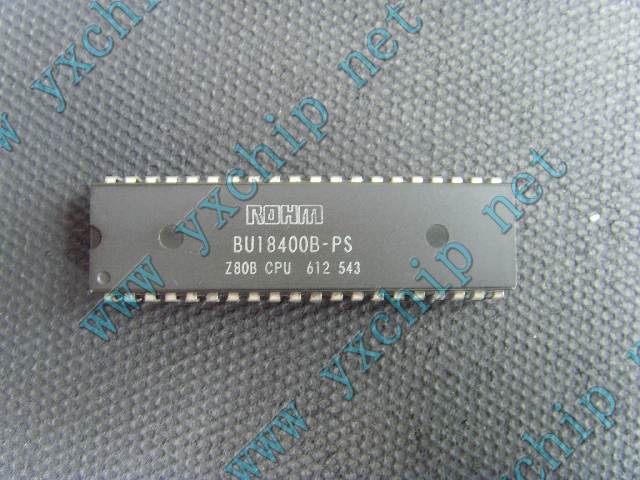 www yxchip net
ROHM
BU18400B-PS
Z80B CPU 612 543
www yxchip net
www yxchip net